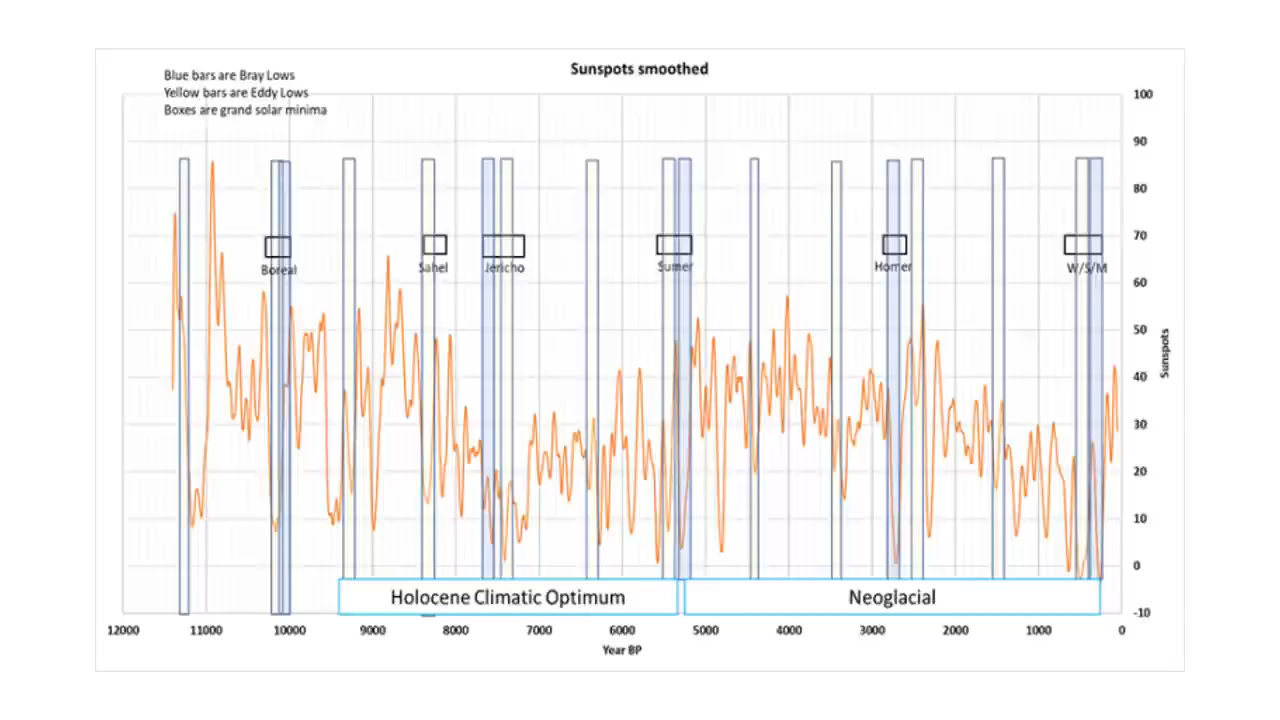 Sunspots smoothed
Blue bars are Bray Lows
Yellow bars are Eddy Lows
Boxes are grand solar minima
100
90
80
70
60
50
40
30
20
10
0
-10
Sunspots
Boreal
Sahel
Jericho
Sumer
Homer
W/S/M
Holocene Climatic Optimum
Neoglacial
12000 11000 10000 9000 8000 7000 6000 5000 4000 3000 2000 1000 0
Year BP